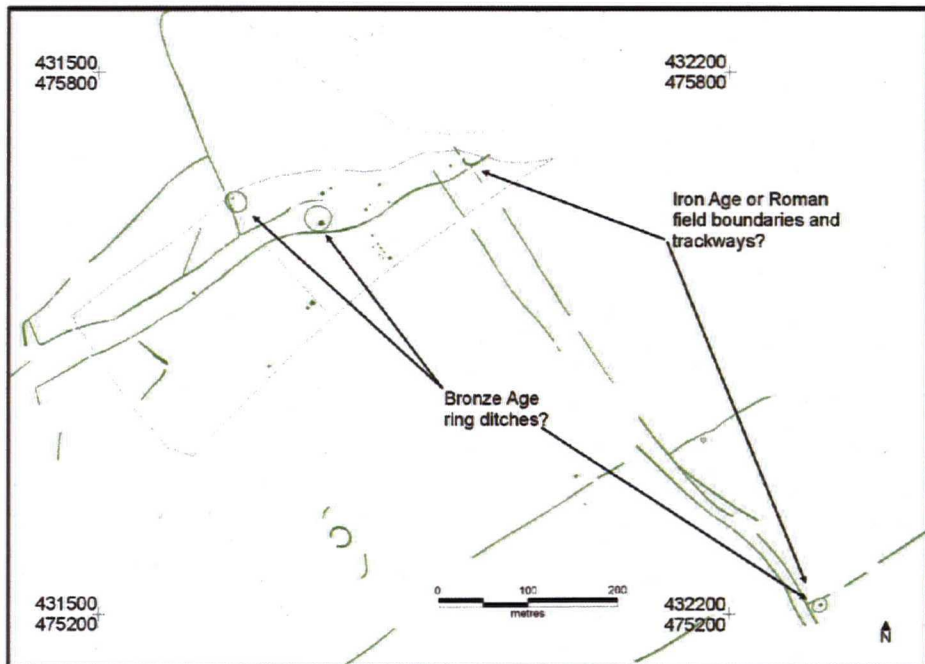 431500
475800
432200
475800
Iron Age or Roman
field boundaries and
trackways?
Bronze Age
ring ditches?
0 100 200
metres
431500
475200
432200
475200
N